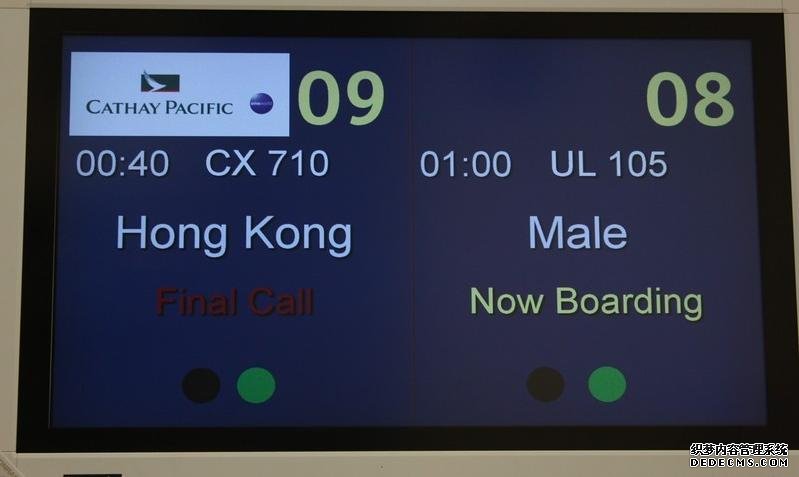 CATHAY PACIFIC
oneworld
09
00:40 CX 710
Hong Kong
Final Call
08
01:00 UL 105
Male
Now Boarding
织梦内容管理系统
DEDECMS.COM